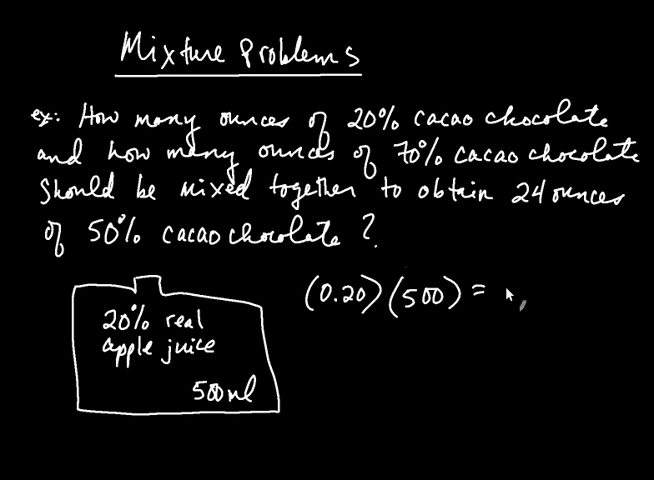 Mixture Problems
ex: How many ounces of 20% cacao chocolate
and how many ounces of 70% cacao chocolate
should be mixed together to obtain 24 ounces
of 50% cacao chocolate?
(0.20)(500) =
20% real
apple juice
500ml